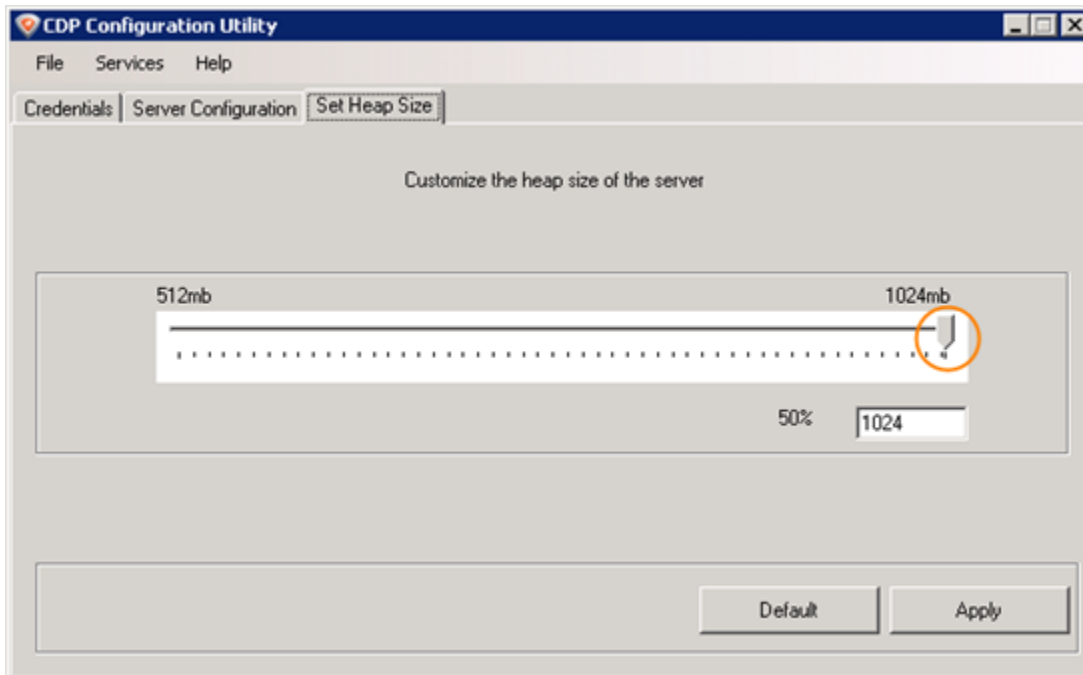 CDP Configuration Utility
File Services Help
Credentials Server Configuration Set Heap Size
Customize the heap size of the server
512mb 1024mb
50% 1024
Default Apply